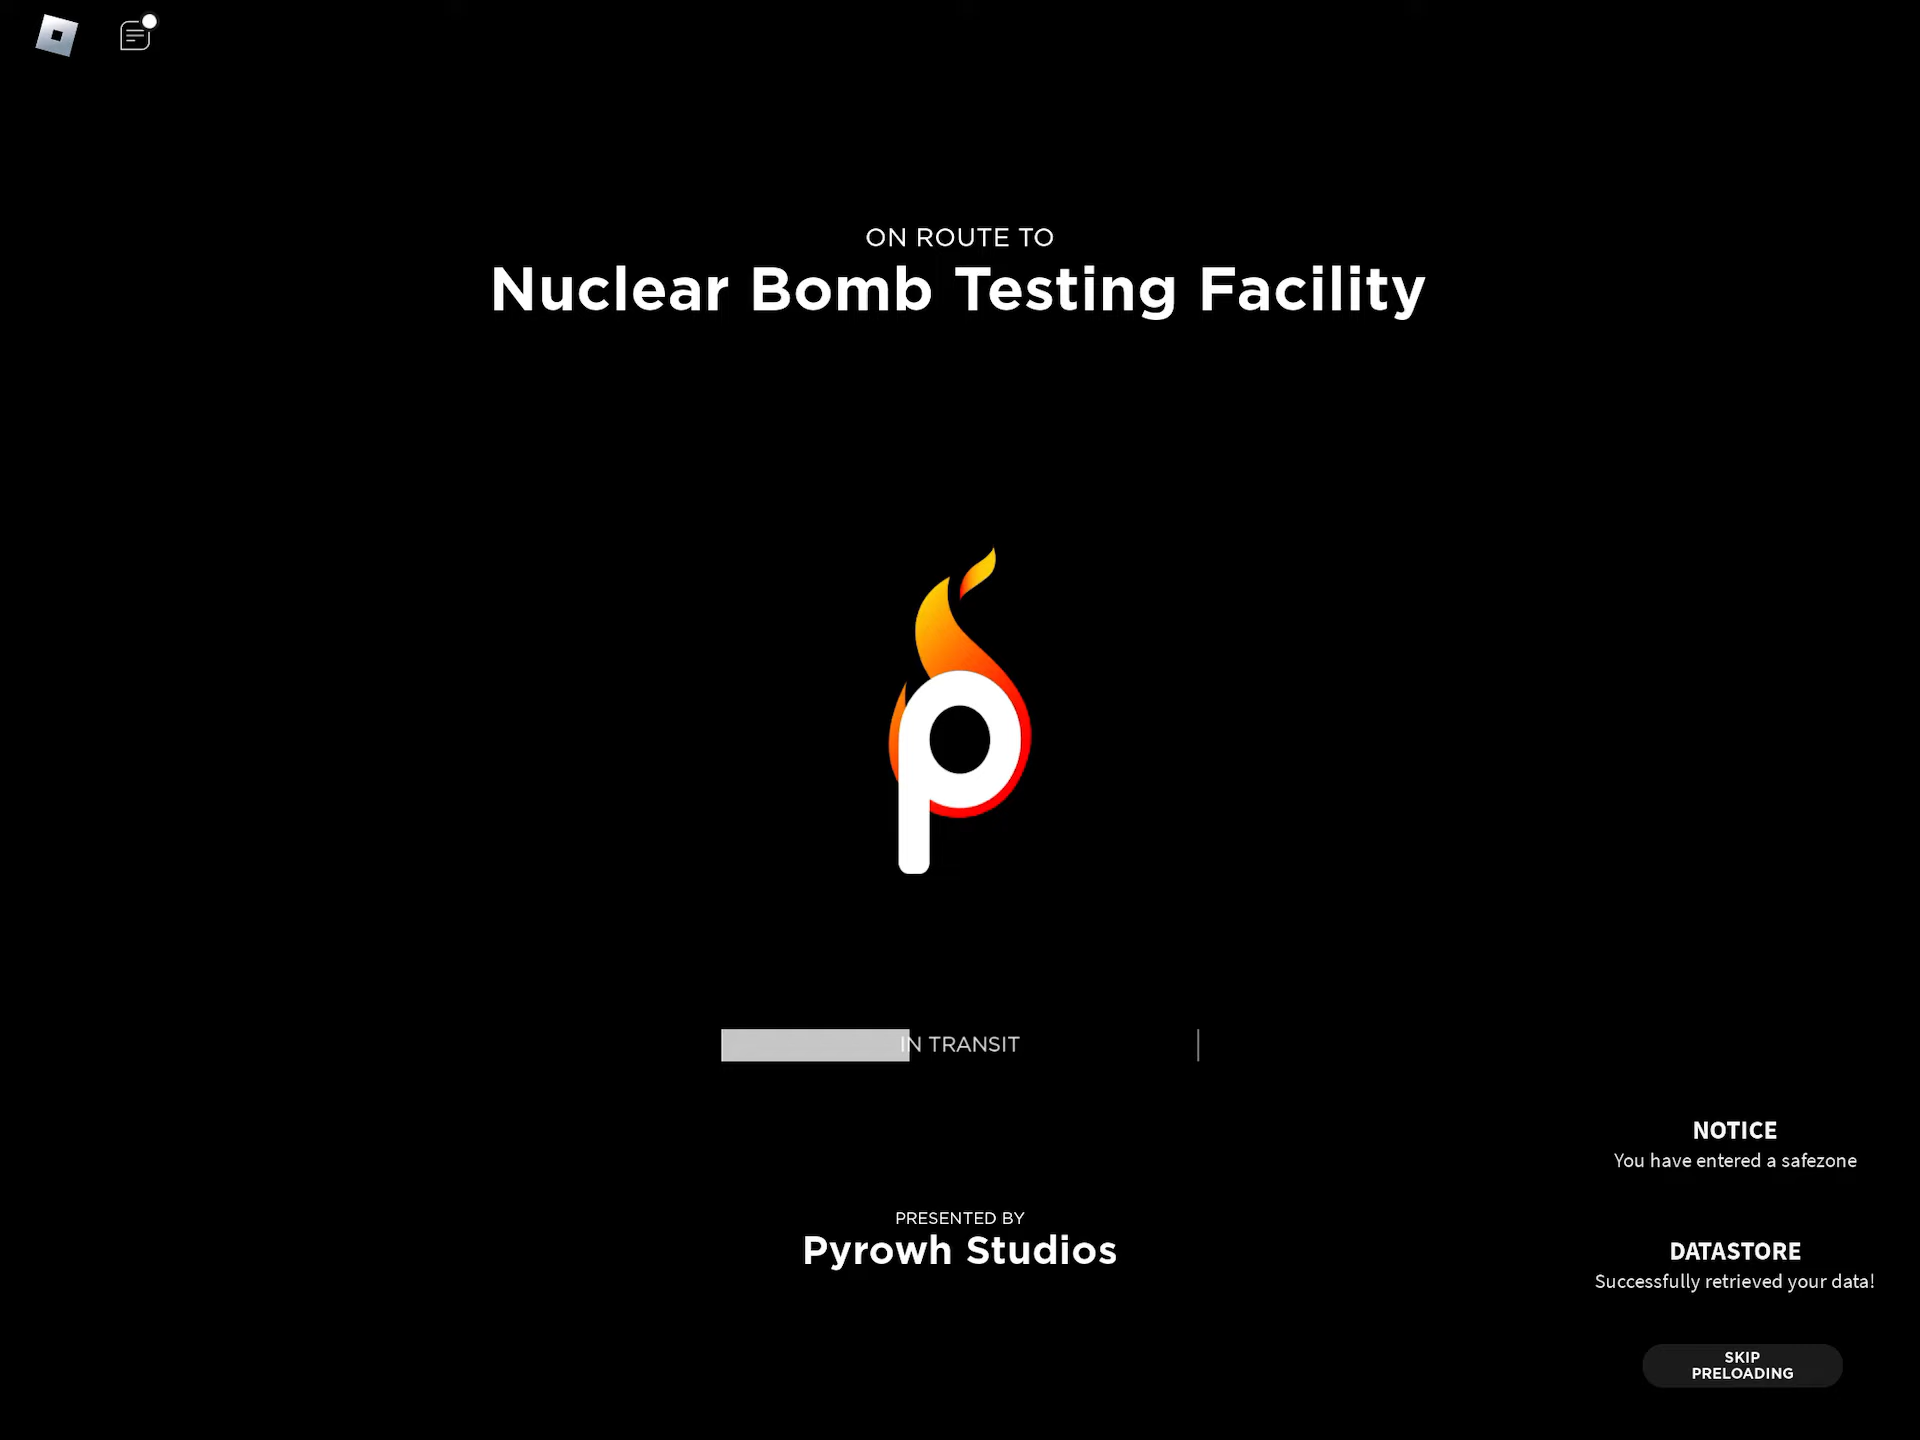 ON ROUTE TO
Nuclear Bomb Testing Facility
IN TRANSIT
PRESENTED BY
Pyrowh Studios
NOTICE
You have entered a safezone
DATASTORE
Successfully retrieved your data!
SKIP
PRELOADING